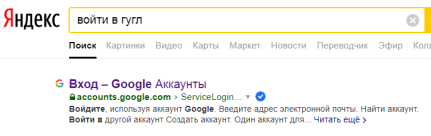 Яндекс войти в гугл
Поиск Картинки Видео Карты Маркет Новости Переводчик Эфир
Вход – Google Аккаунты
accounts.google.com › ServiceLogin...
Войдите, используя аккаунт Google. Введите адрес электронной почты. Найти аккаунт.
Войти в другой аккаунт Создать аккаунт. Один аккаунт для... Читать ещё ›